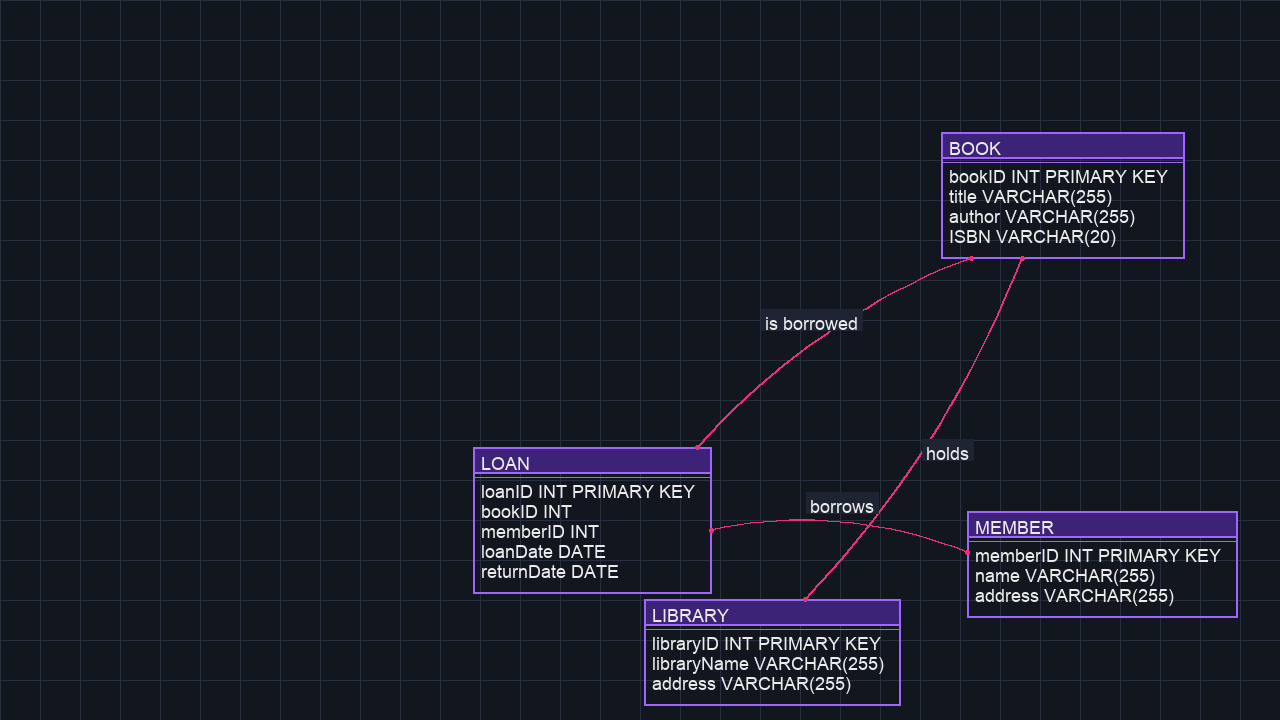 BOOK
bookID INT PRIMARY KEY
title VARCHAR(255)
author VARCHAR(255)
ISBN VARCHAR(20)
is borrowed
holds
LOAN
loanID INT PRIMARY KEY
bookID INT
memberID INT
loanDate DATE
returnDate DATE
borrows
MEMBER
memberID INT PRIMARY KEY
name VARCHAR(255)
address VARCHAR(255)
LIBRARY
libraryID INT PRIMARY KEY
libraryName VARCHAR(255)
address VARCHAR(255)